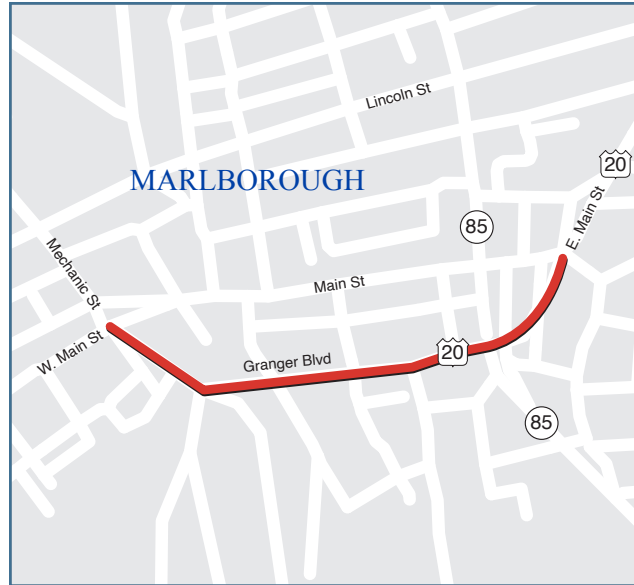 Lincoln St
20
MARLBOROUGH
E. Main St
85
Mechanic St
Main St
W. Main St
Granger Blvd
20
85